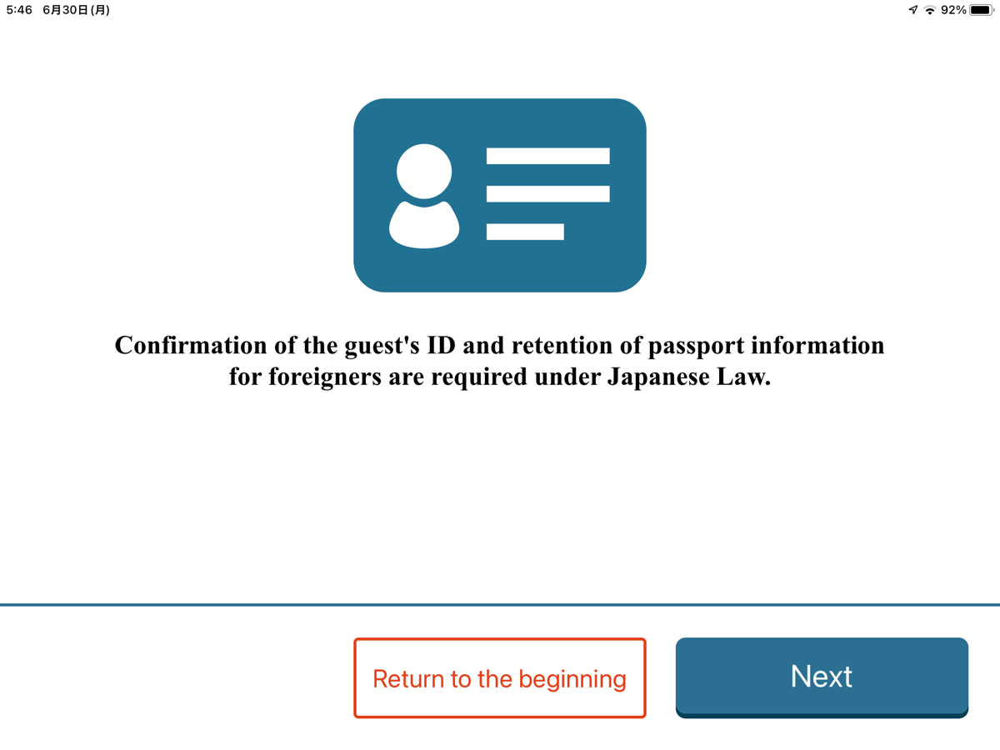 5:46 6月30日(月) 92%
Confirmation of the guest's ID and retention of passport information
for foreigners are required under Japanese Law.
Return to the beginning
Next